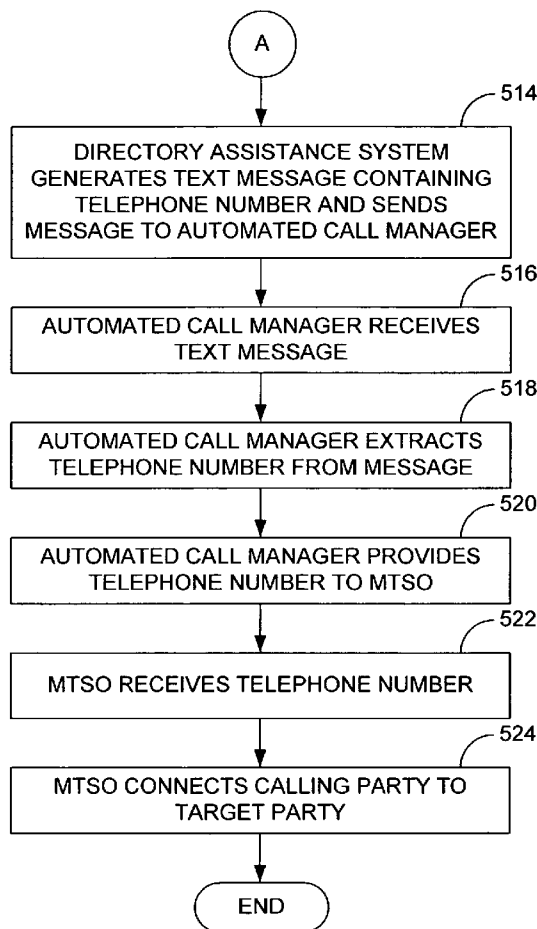 A
514
DIRECTORY ASSISTANCE SYSTEM
GENERATES TEXT MESSAGE CONTAINING
TELEPHONE NUMBER AND SENDS
MESSAGE TO AUTOMATED CALL MANAGER
516
AUTOMATED CALL MANAGER RECEIVES
TEXT MESSAGE
518
AUTOMATED CALL MANAGER EXTRACTS
TELEPHONE NUMBER FROM MESSAGE
520
AUTOMATED CALL MANAGER PROVIDES
TELEPHONE NUMBER TO MTSO
522
MTSO RECEIVES TELEPHONE NUMBER
524
MTSO CONNECTS CALLING PARTY TO
TARGET PARTY
END